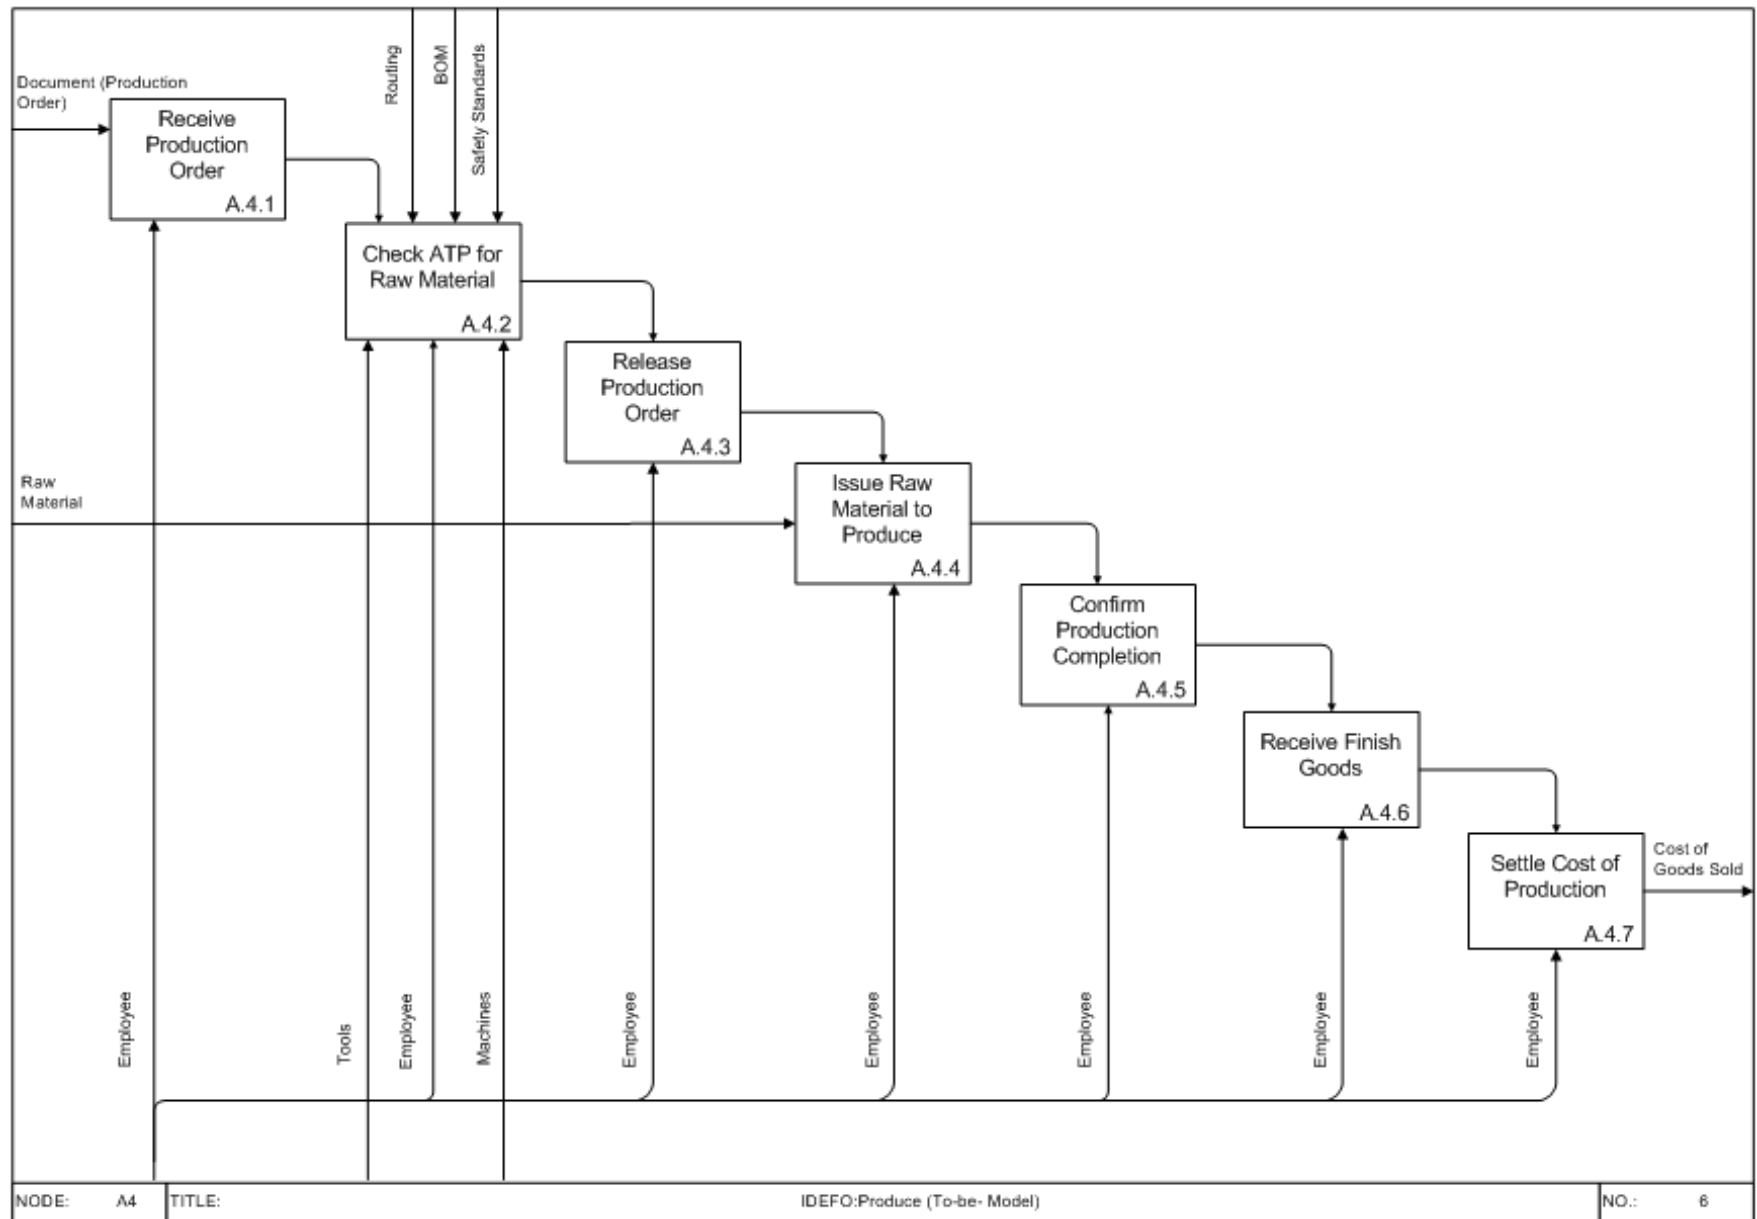 Document (Production
Order)
Routing
BOM
Safety Standards
Receive
Production
Order
A.4.1
Check ATP for
Raw Material
A.4.2
Release
Production
Order
A.4.3
Raw
Material
Issue Raw
Material to
Produce
A.4.4
Confirm
Production
Completion
A.4.5
Receive Finish
Goods
A.4.6
Settle Cost of
Production
A.4.7
Cost of
Goods Sold
Employee
Tools
Employee
Machines
Employee
Employee
Employee
Employee
Employee
NODE: A4 TITLE: IDEFO:Produce (To-be- Model) NO.: 6